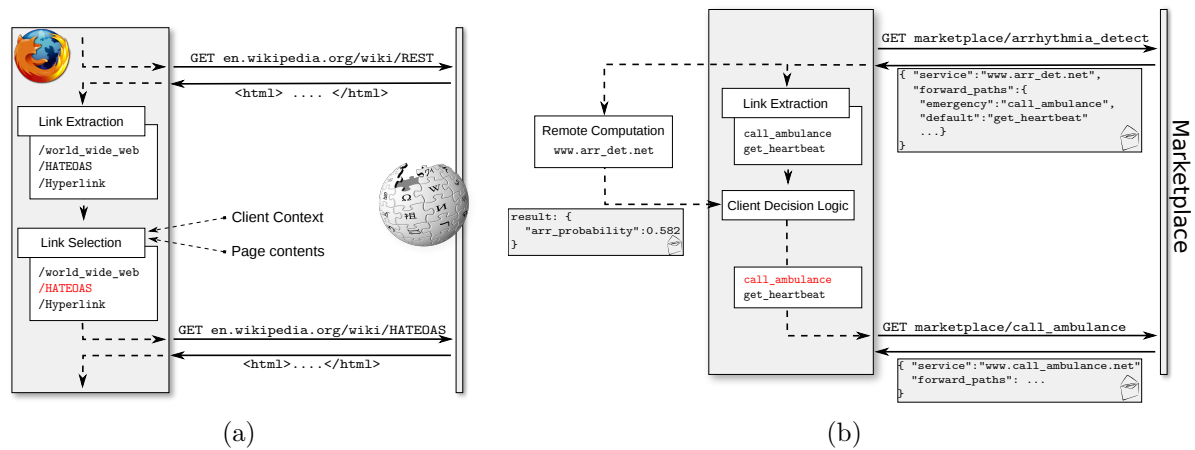 GET en.wikipedia.org/wiki/REST
<html> .... </html>
Link Extraction
/world_wide_web
/HATEOAS
/Hyperlink
Client Context
Page contents
Link Selection
/world_wide_web
/HATEOAS
/Hyperlink
GET en.wikipedia.org/wiki/HATEOAS
<html>....</html>
(a)
GET marketplace/arrhythmia_detect
{ "service":"www.arr_det.net",
"forward_paths":{
"emergency":"call_ambulance",
"default":"get_heartbeat"
...}
}
Link Extraction
call_ambulance
get_heartbeat
Remote Computation
www.arr_det.net
Client Decision Logic
result: {
"arr_probability":0.582
}
call_ambulance
get_heartbeat
GET marketplace/call_ambulance
{ "service":"www.call_ambulance.net"
"forward_paths": ...
}
Marketplace
(b)